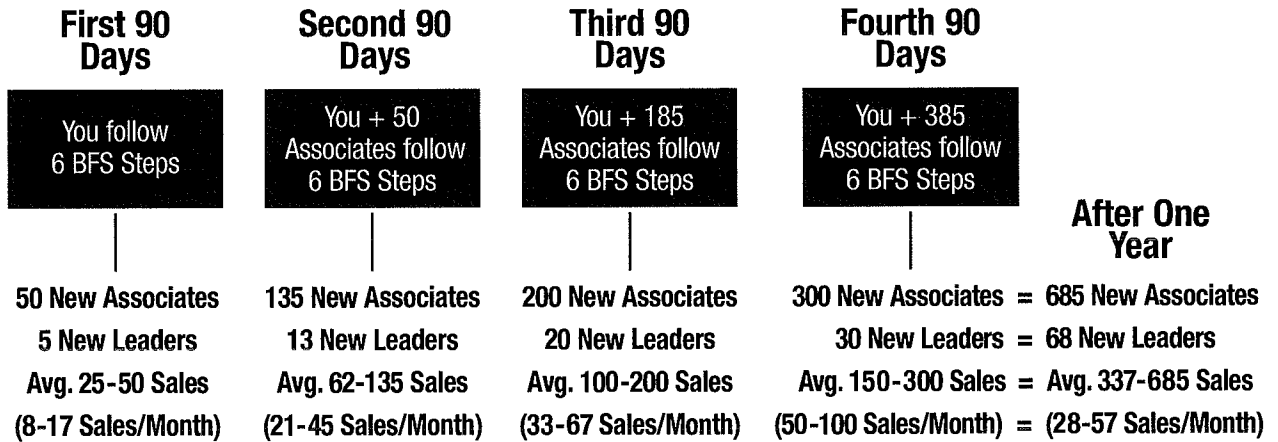 First 90
Days
You follow
6 BFS Steps
50 New Associates
5 New Leaders
Avg. 25-50 Sales
(8-17 Sales/Month)
Second 90
Days
You + 50
Associates follow
6 BFS Steps
135 New Associates
13 New Leaders
Avg. 62-135 Sales
(21-45 Sales/Month)
Third 90
Days
You + 185
Associates follow
6 BFS Steps
200 New Associates
20 New Leaders
Avg. 100-200 Sales
(33-67 Sales/Month)
Fourth 90
Days
You + 385
Associates follow
6 BFS Steps
After One
Year
300 New Associates = 685 New Associates
30 New Leaders = 68 New Leaders
Avg. 150-300 Sales = Avg. 337-685 Sales
(50-100 Sales/Month) = (28-57 Sales/Month)